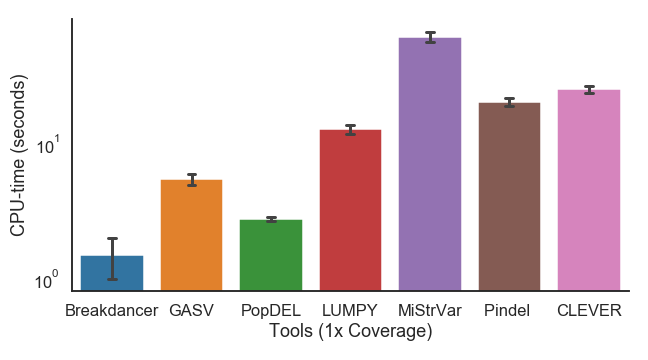 CPU-time (seconds)
10¹
10⁰
Breakdancer GASV PopDEL LUMPY MiStrVar Pindel CLEVER
Tools (1x Coverage)